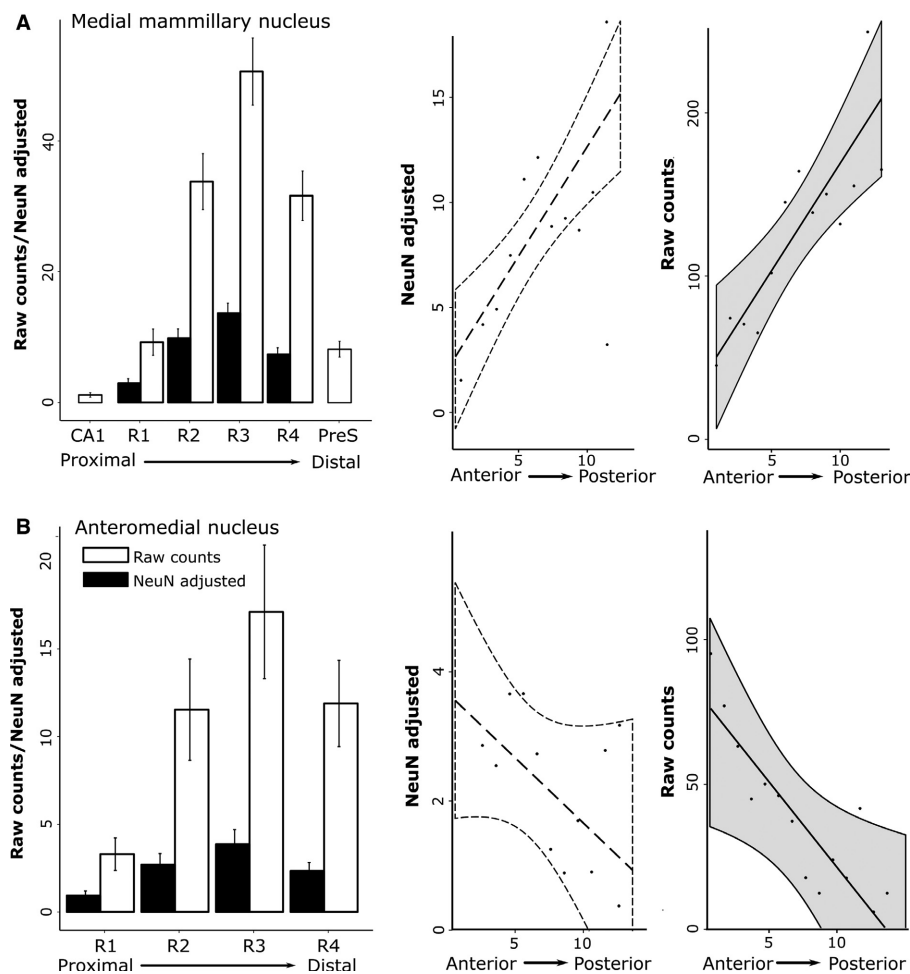 A Medial mammillary nucleus
Raw counts/NeuN adjusted
0
20
40
CA1 R1 R2 R3 R4 PreS
Proximal Distal
NeuN adjusted
0
5
10
15
5 10
Anterior Posterior
Raw counts
0
100
200
5 10
Anterior Posterior
B Anteromedial nucleus
Raw counts
NeuN adjusted
Raw counts/NeuN adjusted
0
5
10
15
20
R1 R2 R3 R4
Proximal Distal
NeuN adjusted
0
2
4
5 10
Anterior Posterior
Raw counts
0
50
100
5 10
Anterior Posterior